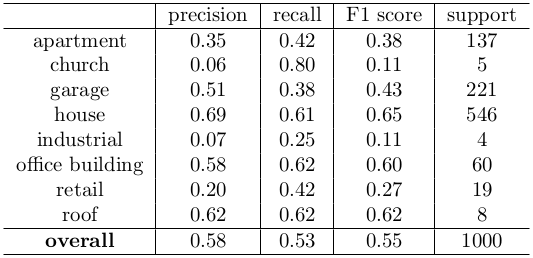 precision recall F1 score support
apartment 0.35 0.42 0.38 137
church 0.06 0.80 0.11 5
garage 0.51 0.38 0.43 221
house 0.69 0.61 0.65 546
industrial 0.07 0.25 0.11 4
office building 0.58 0.62 0.60 60
retail 0.20 0.42 0.27 19
roof 0.62 0.62 0.62 8
overall 0.58 0.53 0.55 1000